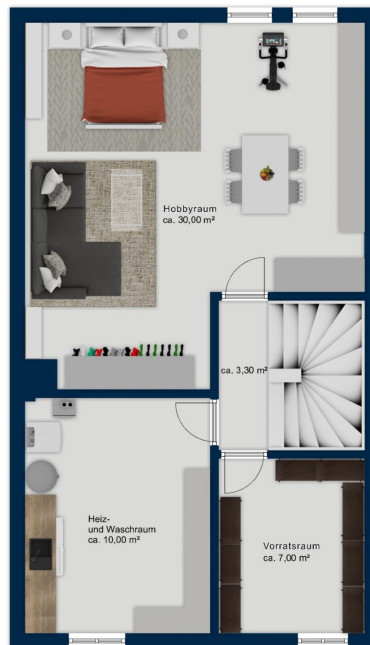 Hobbyraum
ca. 30,00 m²
ca. 3,30 m²
Heiz-
und Waschraum
ca. 10,00 m²
Vorratsraum
ca. 7,00 m²